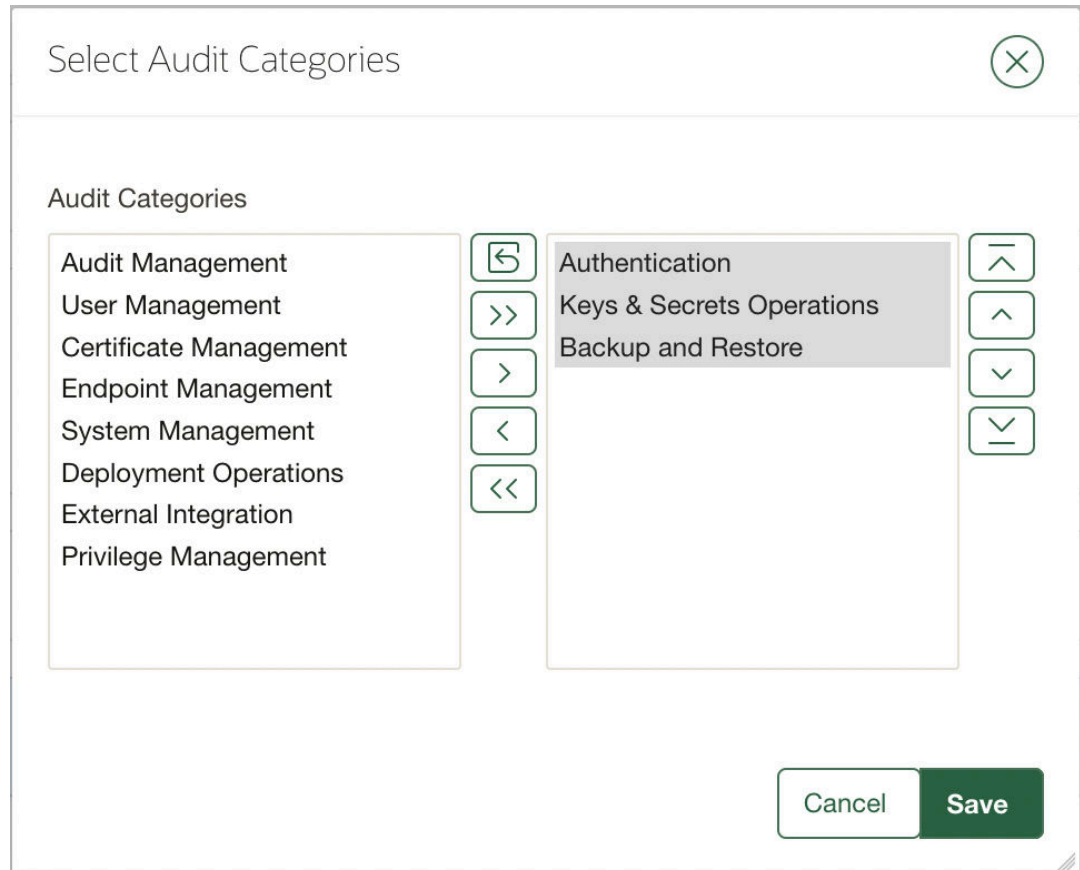 Select Audit Categories
Audit Categories
Audit Management
User Management
Certificate Management
Endpoint Management
System Management
Deployment Operations
External Integration
Privilege Management
Authentication
Keys & Secrets Operations
Backup and Restore
Cancel
Save